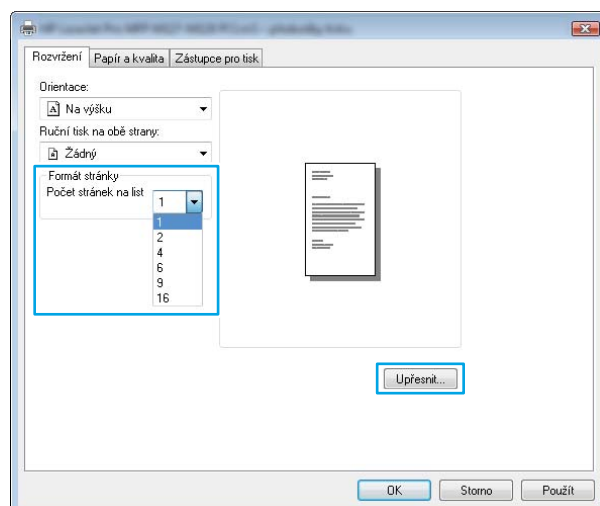 Rozvržení
Papír a kvalita
Zástupce pro tisk
Orientace:
A Na výšku
Ruční tisk na obě strany:
Žádný
Formát stránky
Počet stránek na list
1
1
2
4
6
9
16
Upřesnit...
OK
Storno
Použít